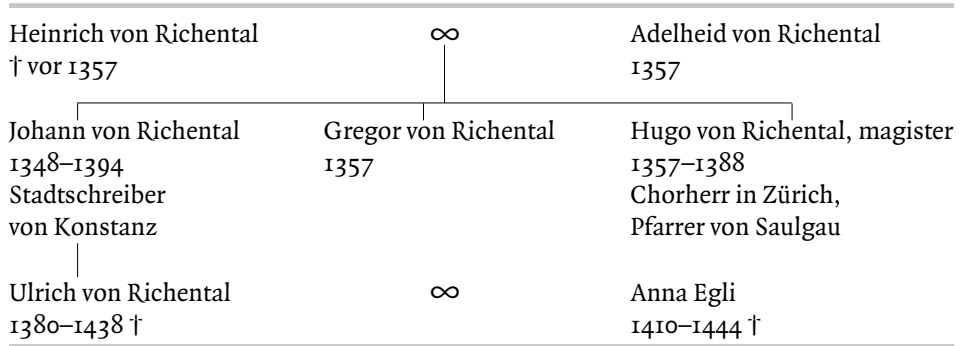 Heinrich von Richental ∞ Adelheid von Richental
† vor 1357 1357
Johann von Richental Gregor von Richental Hugo von Richental, magister
1348–1394 1357 1357–1388
Stadtschreiber Chorherr in Zürich,
von Konstanz Pfarrer von Saulgau
Ulrich von Richental ∞ Anna Egli
1380–1438 † 1410–1444 †